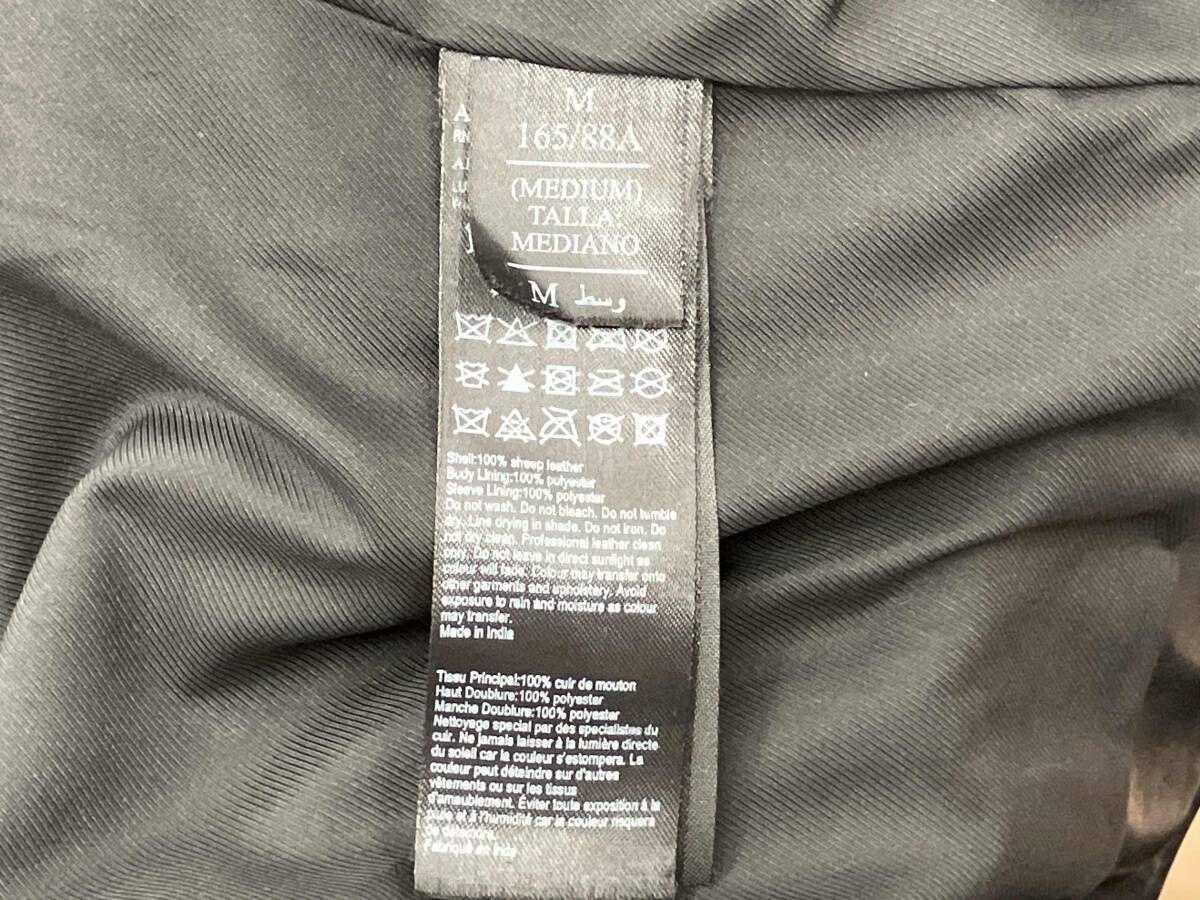 M
165/88A
(MEDIUM)
TALLA:
MEDIANO
M وسط
Shell:100% sheep leather
Body Lining:100% polyester
Sleeve Lining:100% polyester
Do not wash. Do not bleach. Do not tumble
dry. Line drying in shade. Do not iron. Do
not dry clean. Professional leather clean
only. Do not leave in direct sunlight as
colour will fade. Colour may transfer onto
other garments and upholstery. Avoid
exposure to rain and moisture as colour
may transfer.
Made in India
Tissu Principal:100% cuir de mouton
Haut Doublure:100% polyester
Manche Doublure:100% polyester
Nettoyage special par des specialistes du
cuir. Ne jamais laisser à la lumière directe
du soleil car la couleur s'estompera. La
couleur peut déteindre sur d'autres
vêtements ou sur les tissus
d'amaublement. Éviter toute exposition à la
pluie et à l'humidité car la couleur risquera
de déteindre.
Fabriqué en Inde